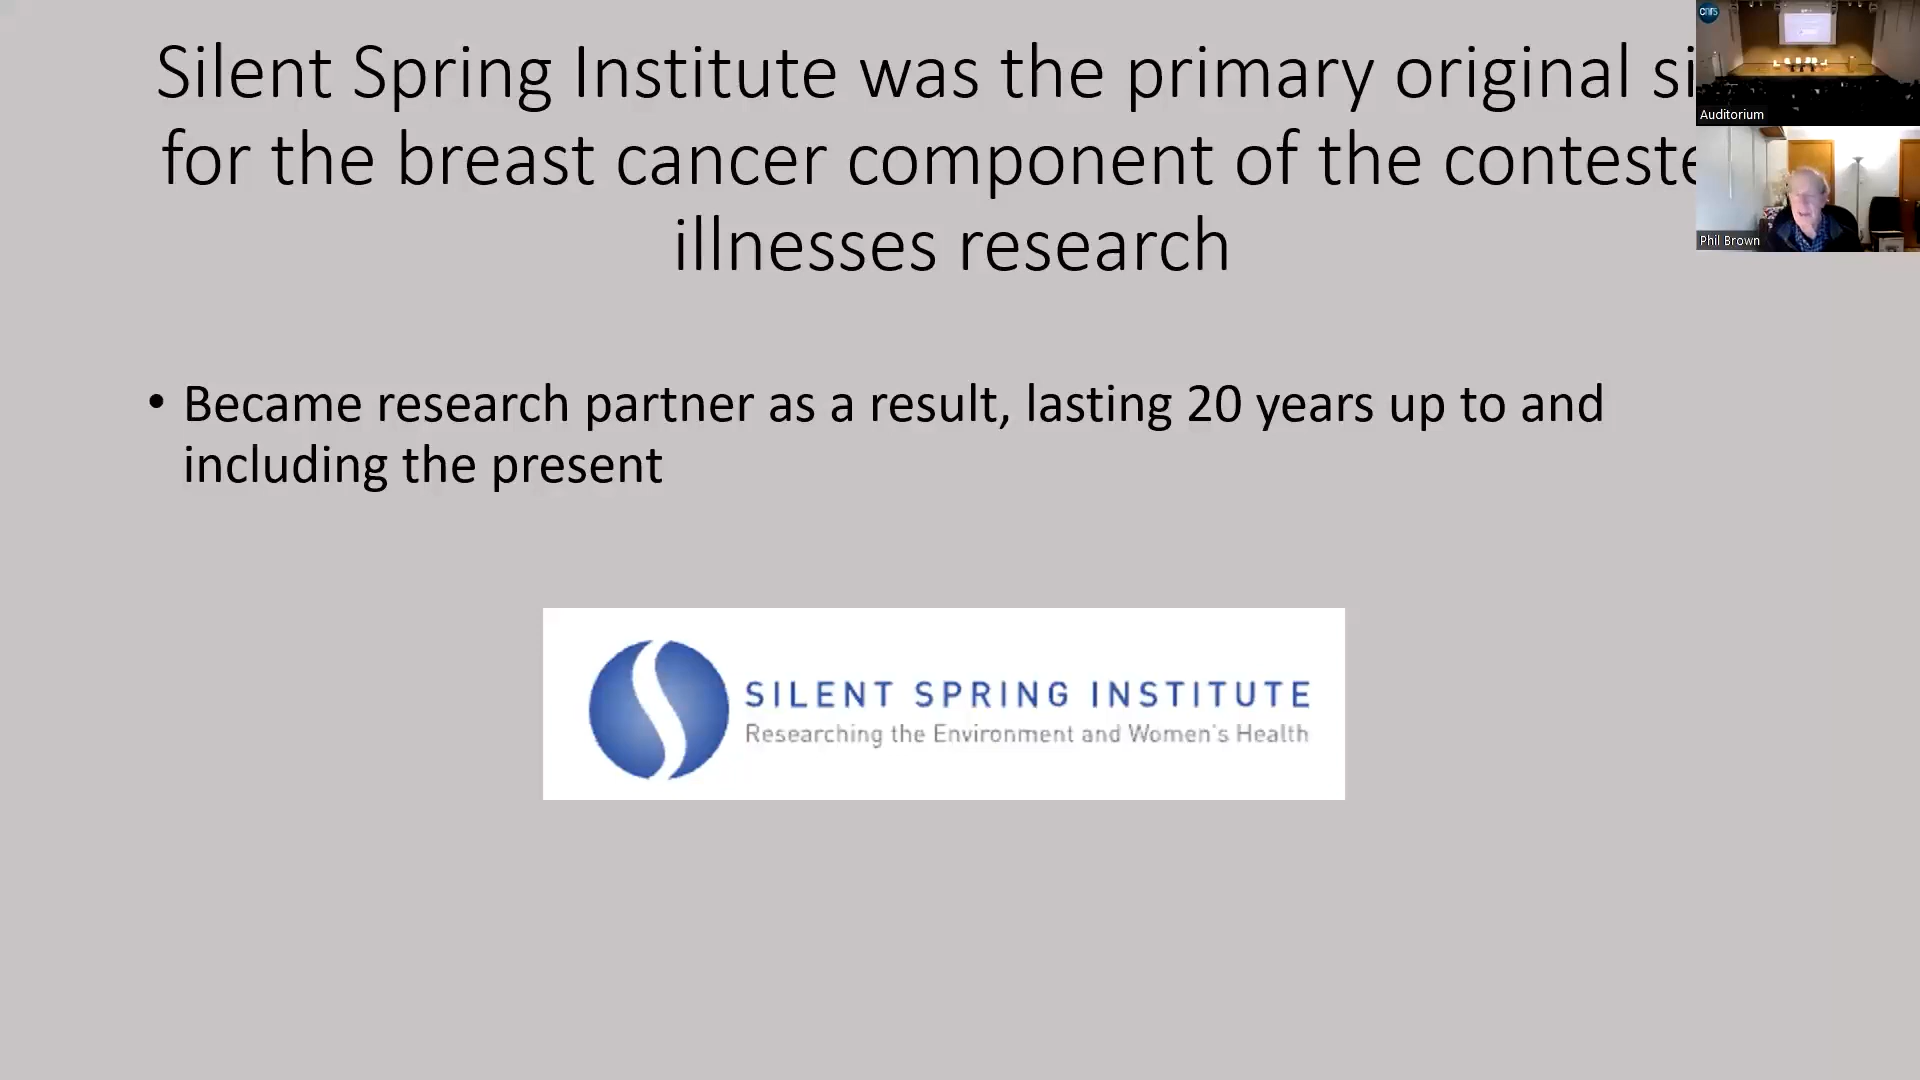 Silent Spring Institute was the primary original
for the breast cancer component of the
illnesses research
• Became research partner as a result, lasting 20 years up to and
including the present
SILENT SPRING INSTITUTE
Researching the Environment and Women's Health
cnrs
Auditorium
Phil Brown